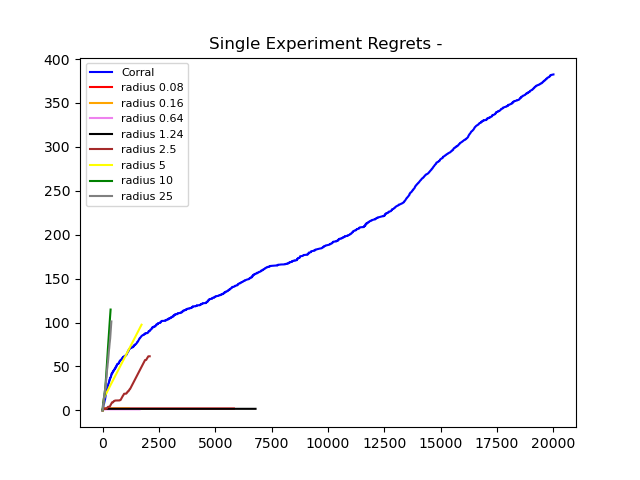 Single Experiment Regrets -
400
350
300
250
200
150
100
50
0
Corral
radius 0.08
radius 0.16
radius 0.64
radius 1.24
radius 2.5
radius 5
radius 10
radius 25
0 2500 5000 7500 10000 12500 15000 17500 20000